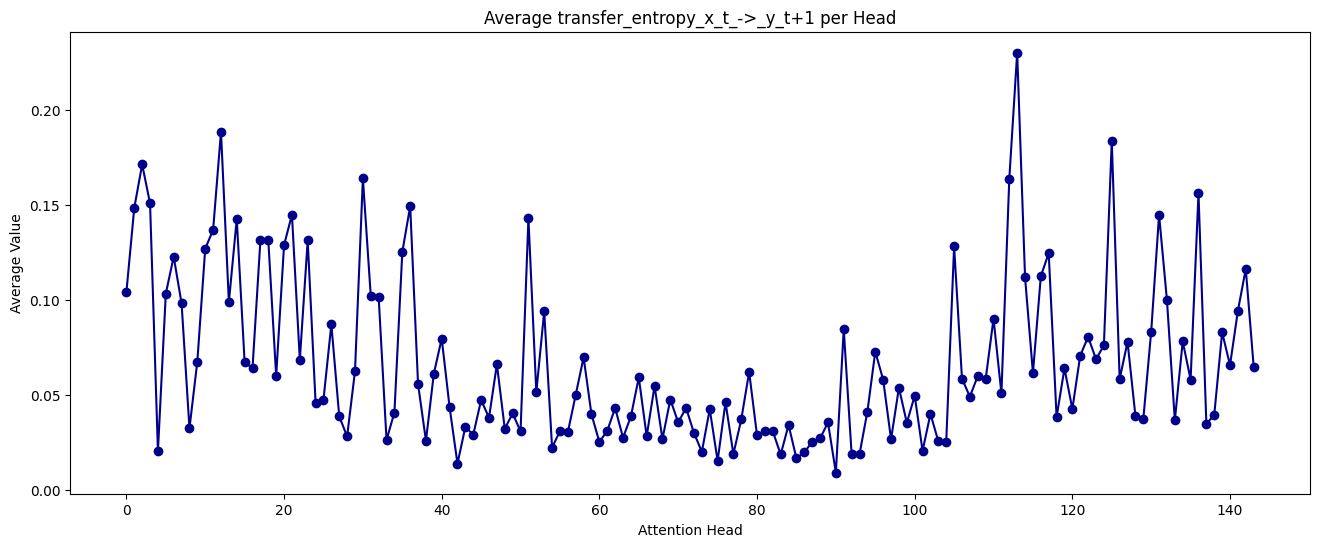 Average transfer_entropy_x_t_->_y_t+1 per Head
Average Value
0.20
0.15
0.10
0.05
0.00
0 20 40 60 80 100 120 140
Attention Head